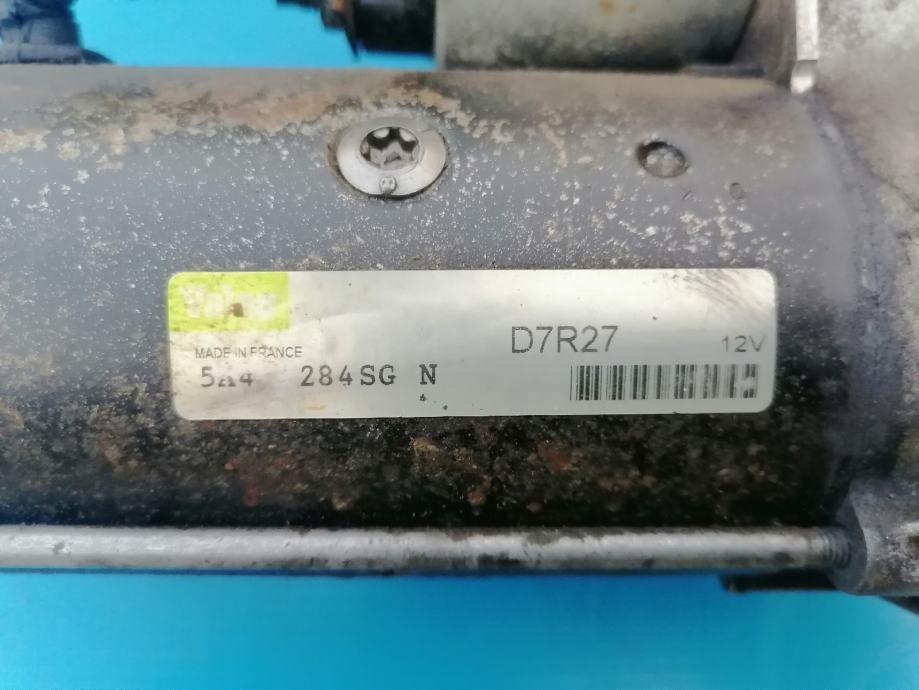 D7R27
12V
MADE IN FRANCE
5A4 284SG N